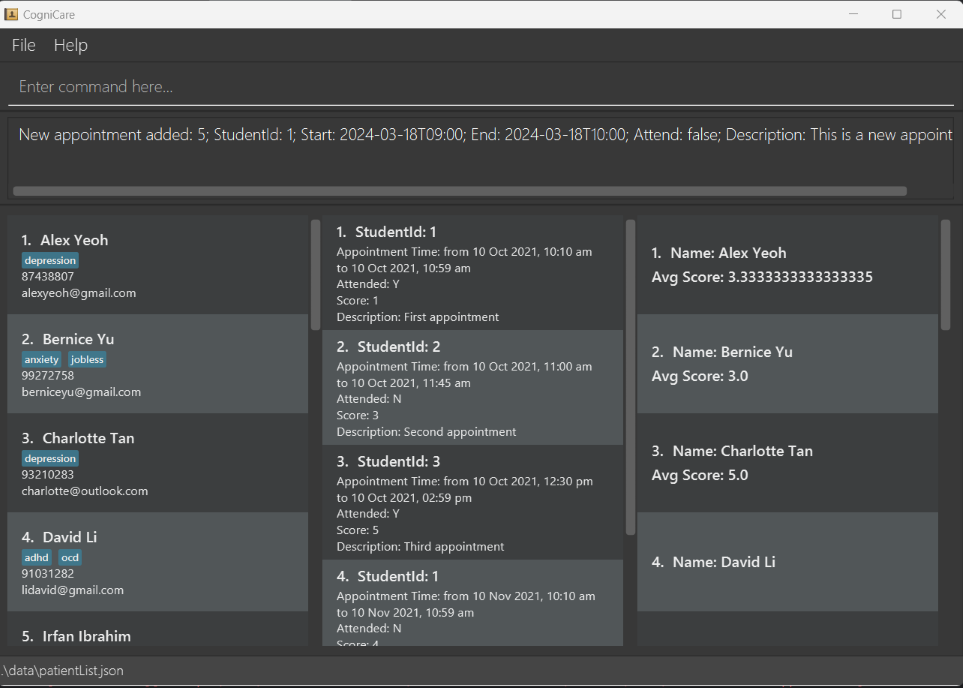 CogniCare
File Help
Enter command here...
New appointment added: 5; StudentId: 1; Start: 2024-03-18T09:00; End: 2024-03-18T10:00; Attend: false; Description: This is a new appoint
1. Alex Yeoh
depression
87438807
alexyeoh@gmail.com
2. Bernice Yu
anxiety jobless
99272758
berniceyu@gmail.com
3. Charlotte Tan
depression
93210283
charlotte@outlook.com
4. David Li
adhd ocd
91031282
lidavid@gmail.com
5. Irfan Ibrahim
1. StudentId: 1
Appointment Time: from 10 Oct 2021, 10:10 am
to 10 Oct 2021, 10:59 am
Attended: Y
Score: 1
Description: First appointment
2. StudentId: 2
Appointment Time: from 10 Oct 2021, 11:00 am
to 10 Oct 2021, 11:45 am
Attended: N
Score: 3
Description: Second appointment
3. StudentId: 3
Appointment Time: from 10 Oct 2021, 12:30 pm
to 10 Oct 2021, 02:59 pm
Attended: Y
Score: 5
Description: Third appointment
4. StudentId: 1
Appointment Time: from 10 Nov 2021, 10:10 am
to 10 Nov 2021, 10:59 am
Attended: N
Score: 4
1. Name: Alex Yeoh
Avg Score: 3.3333333333333335
2. Name: Bernice Yu
Avg Score: 3.0
3. Name: Charlotte Tan
Avg Score: 5.0
4. Name: David Li
.\data\patientList.json